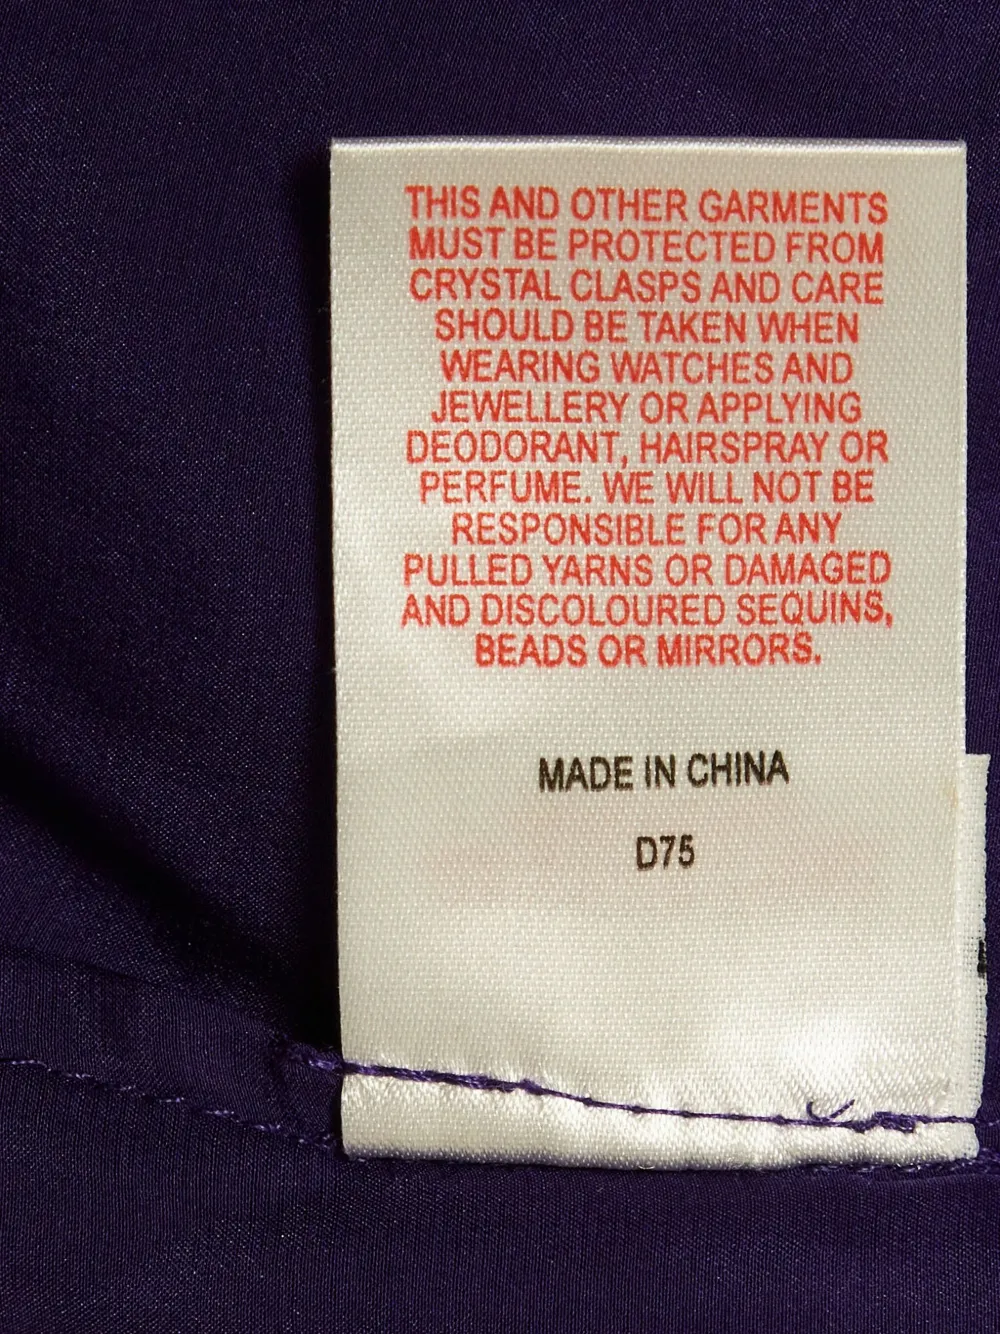 THIS AND OTHER GARMENTS
MUST BE PROTECTED FROM
CRYSTAL CLASPS AND CARE
SHOULD BE TAKEN WHEN
WEARING WATCHES AND
JEWELLERY OR APPLYING
DEODORANT, HAIRSPRAY OR
PERFUME. WE WILL NOT BE
RESPONSIBLE FOR ANY
PULLED YARNS OR DAMAGED
AND DISCOLOURED SEQUINS,
BEADS OR MIRRORS.
MADE IN CHINA
D75